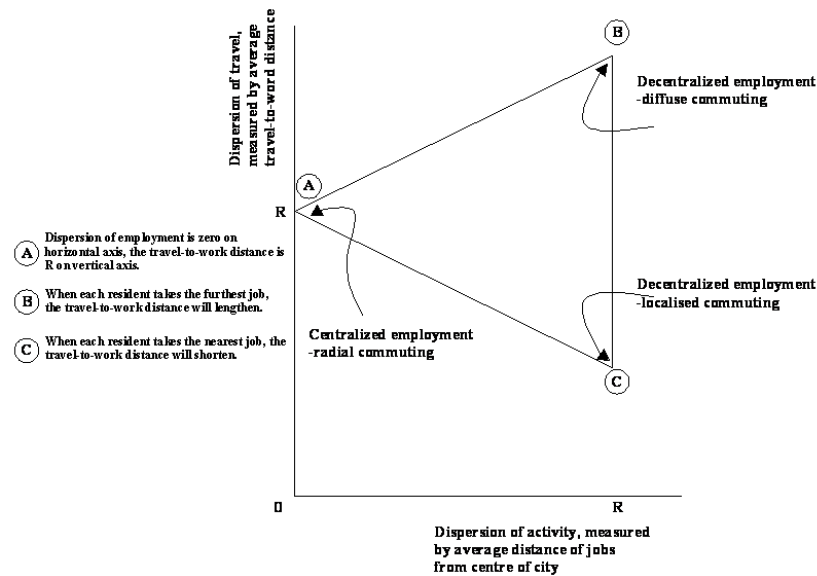 Dispersion of travel,
measured by average
travel-to-word distance
B
Decentralized employment
-diffuse commuting
A
R
A
Dispersion of employment is zero on
horizontal axis, the travel-to-work distance is
R on vertical axis.
B
When each resident takes the furthest job,
the travel-to-work distance will lengthen.
C
When each resident takes the nearest job, the
travel-to-work distance will shorten.
Decentralized employment
-localised commuting
Centralized employment
-radial commuting
C
0
R
Dispersion of activity, measured
by average distance of jobs
from centre of city